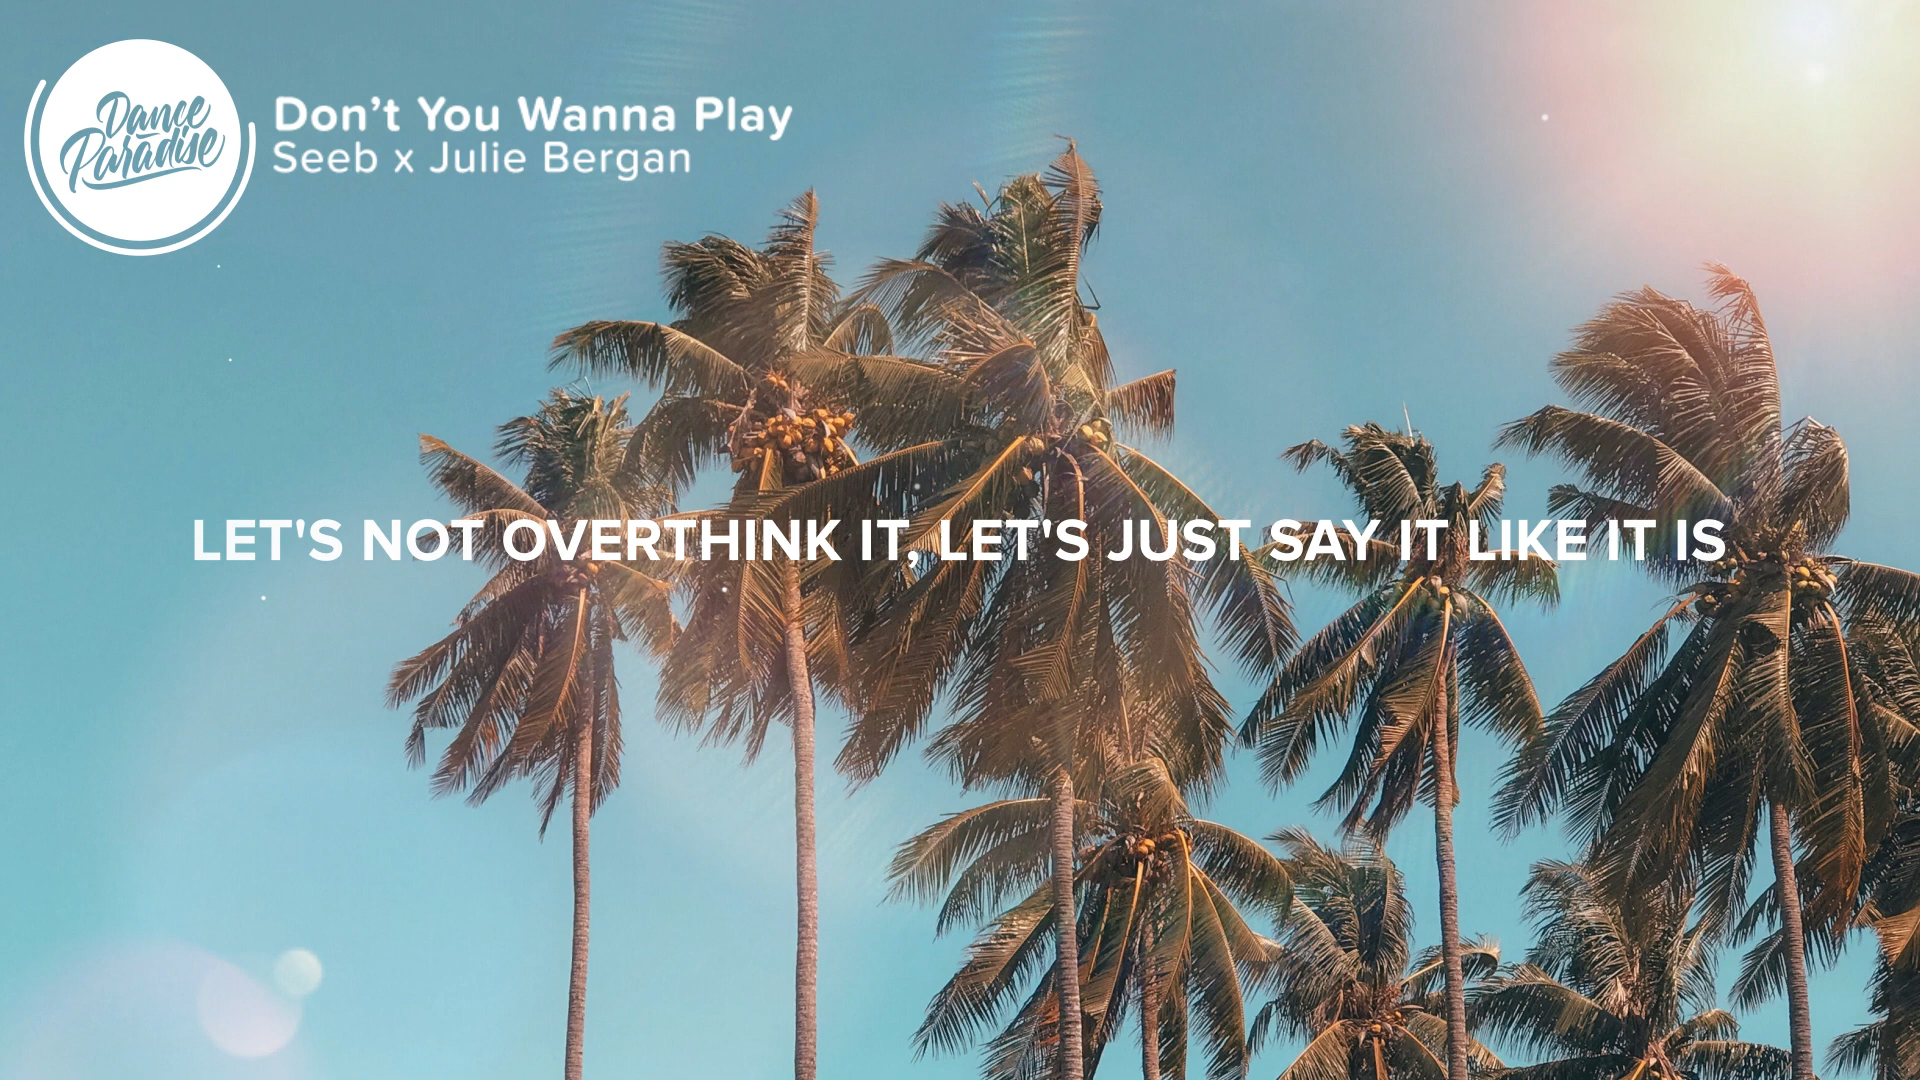 Dance
Paradise
Don’t You Wanna Play
Seeb x Julie Bergan
LET'S NOT OVERTHINK IT, LET'S JUST SAY IT LIKE IT IS